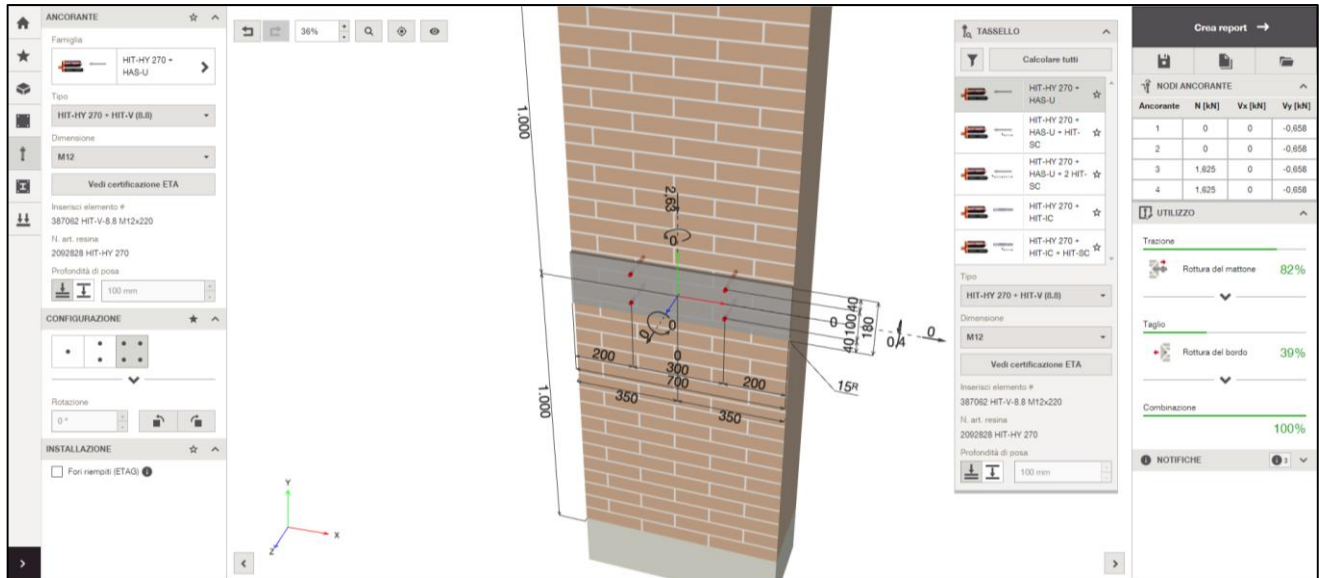 ANCORANTE
Famiglia
HIT-HY 270 +
HAS-U
Tipo
HIT-HY 270 + HIT-V (8.8)
Dimensione
M12
Vedi certificazione ETA
Inserisci elemento #
387062 HIT-V-8.8 M12x220
N. art. resina
2092828 HIT-HY 270
Profondità di posa
100 mm
CONFIGURAZIONE
Rotazione
0 °
INSTALLAZIONE
Fori riempiti (ETAG)
36%
1.000
2,63
0
0
0
0
0
0,4
0
40
100
40
180
200
300
200
700
350
350
15R
1.000
Y
X
Z
TASSELLO
Calcolare tutti
HIT-HY 270 +
HAS-U
HIT-HY 270 +
HAS-U + HIT-
SC
HIT-HY 270 +
HAS-U + 2 HIT-
SC
HIT-HY 270 +
HIT-IC
HIT-HY 270 +
HIT-IC + HIT-SC
Tipo
HIT-HY 270 + HIT-V (8.8)
Dimensione
M12
Vedi certificazione ETA
Inserisci elemento #
387062 HIT-V-8.8 M12x220
N. art. resina
2092828 HIT-HY 270
Profondità di posa
100 mm
Crea report
NODI ANCORANTE
Ancorante N [kN] Vx [kN] Vy [kN]
1 0 0 -0,658
2 0 0 -0,658
3 1,625 0 -0,658
4 1,625 0 -0,658
UTILIZZO
Trazione
Rottura del mattone 82%
Taglio
Rottura del bordo 39%
Combinazione
100%
NOTIFICHE